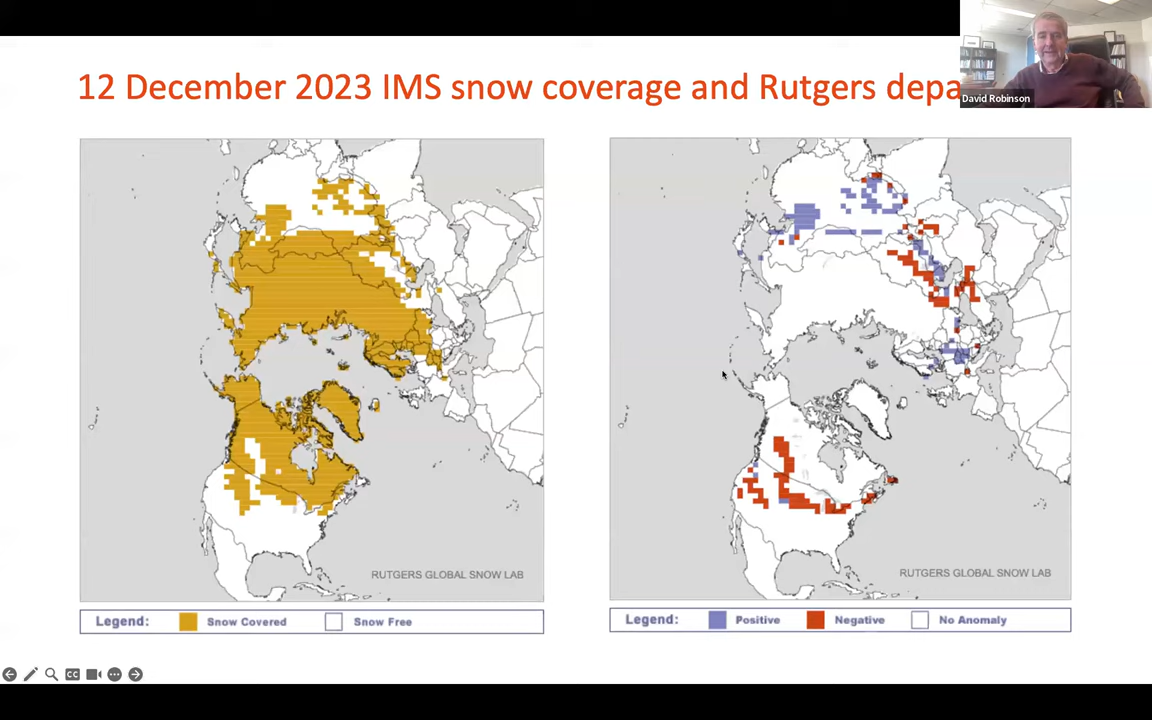 12 December 2023 IMS snow coverage and Rutgers depa
David Robinson
RUTGERS GLOBAL SNOW LAB
RUTGERS GLOBAL SNOW LAB
Legend: Snow Covered Snow Free
Legend: Positive Negative No Anomaly
CC